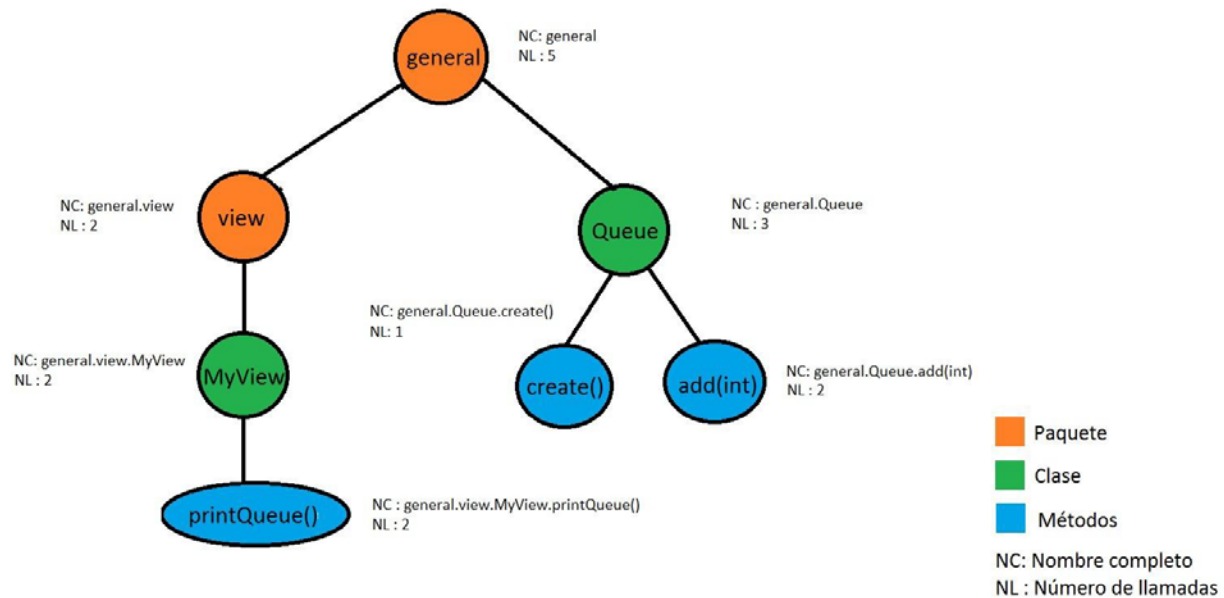 general
NC: general
NL : 5
NC: general.view
NL : 2
view
Queue
NC : general.Queue
NL : 3
NC: general.Queue.create()
NL: 1
NC: general.view.MyView
NL : 2
MyView
create()
add(int)
NC: general.Queue.add(int)
NL : 2
printQueue()
NC : general.view.MyView.printQueue()
NL : 2
Paquete
Clase
Métodos
NC: Nombre completo
NL : Número de llamadas